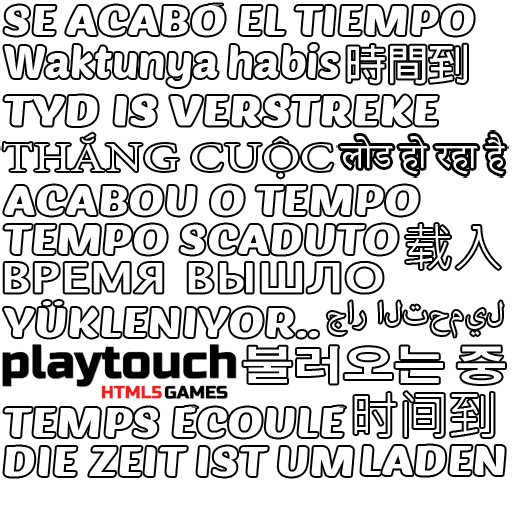 SE ACABÓ EL TIEMPO
Waktunya habis 時間到
TYD IS VERSTREKE
THẮNG CUỘC लोड हो रहा है
ACABOU O TEMPO
TEMPO SCADUTO 载入
ВРЕМЯ ВЫШЛО
YÜKLENIYOR.. جار التحميل
playtouch 불러오는 중
HTML5 GAMES
TEMPS ÉCOULÉ 时间到
DIE ZEIT IST UM LADEN